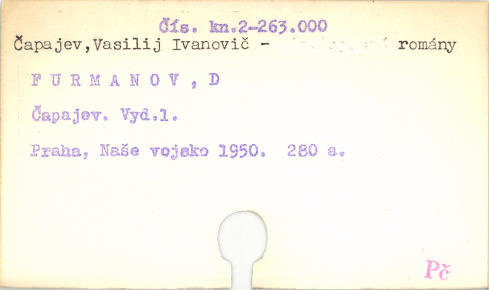 Čís. kn.2-263.000
Čapajev,Vasilij Ivanovič - romány
FURMANOV,D
Čapajev. Vyd.1.
Praha, Naše vojsko 1950. 280 s.
Pč